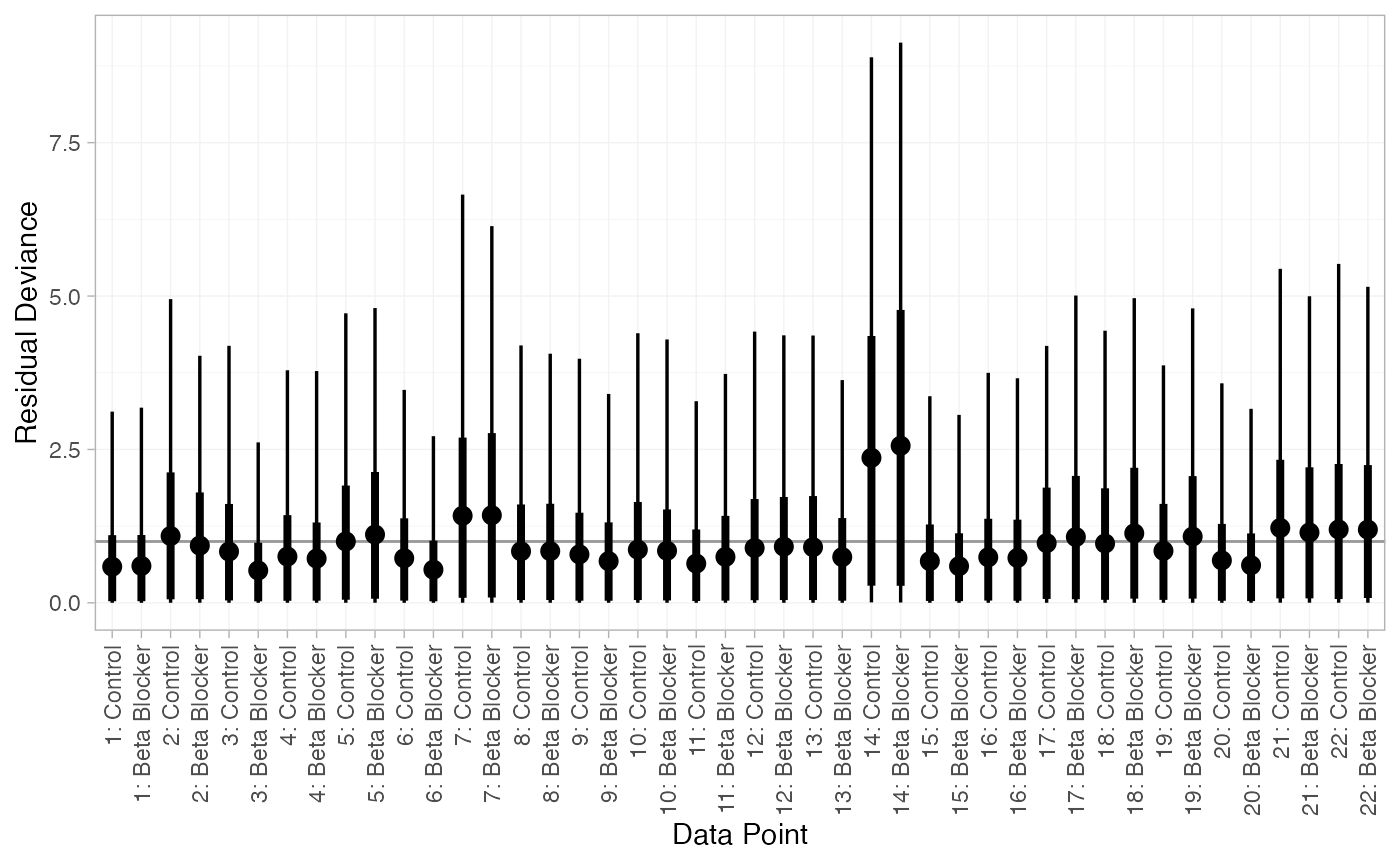 Residual Deviance
7.5
5.0
2.5
0.0
1: Control
1: Beta Blocker
2: Control
2: Beta Blocker
3: Control
3: Beta Blocker
4: Control
4: Beta Blocker
5: Control
5: Beta Blocker
6: Control
6: Beta Blocker
7: Control
7: Beta Blocker
8: Control
8: Beta Blocker
9: Control
9: Beta Blocker
10: Control
10: Beta Blocker
11: Control
11: Beta Blocker
12: Control
12: Beta Blocker
13: Control
13: Beta Blocker
14: Control
14: Beta Blocker
15: Control
15: Beta Blocker
16: Control
16: Beta Blocker
17: Control
17: Beta Blocker
18: Control
18: Beta Blocker
19: Control
19: Beta Blocker
20: Control
20: Beta Blocker
21: Control
21: Beta Blocker
22: Control
22: Beta Blocker
Data Point